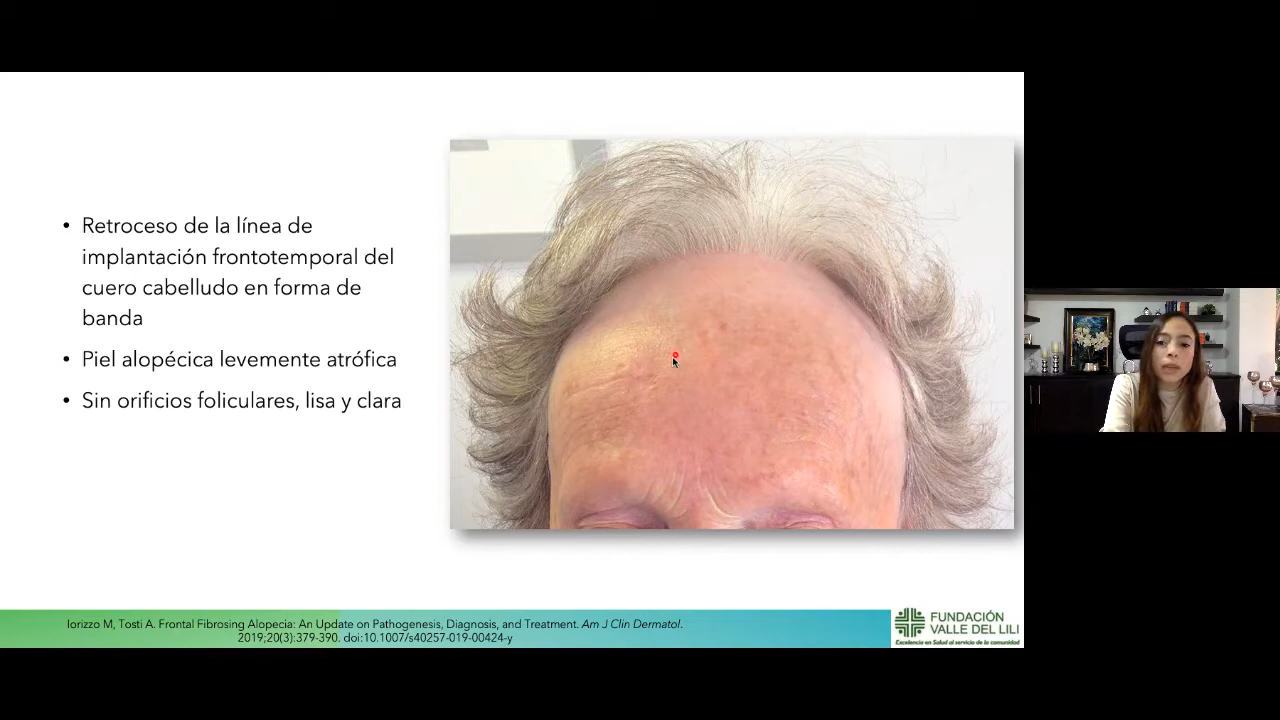 • Retroceso de la línea de
implantación frontotemporal del
cuero cabelludo en forma de
banda
• Piel alopécica levemente atrófica
• Sin orificios foliculares, lisa y clara
Iorizzo M, Tosti A. Frontal Fibrosing Alopecia: An Update on Pathogenesis, Diagnosis, and Treatment. Am J Clin Dermatol.
2019;20(3):379-390. doi:10.1007/s40257-019-00424-y
FUNDACIÓN
VALLE DEL LILI
Excelencia en Salud al servicio de la comunidad